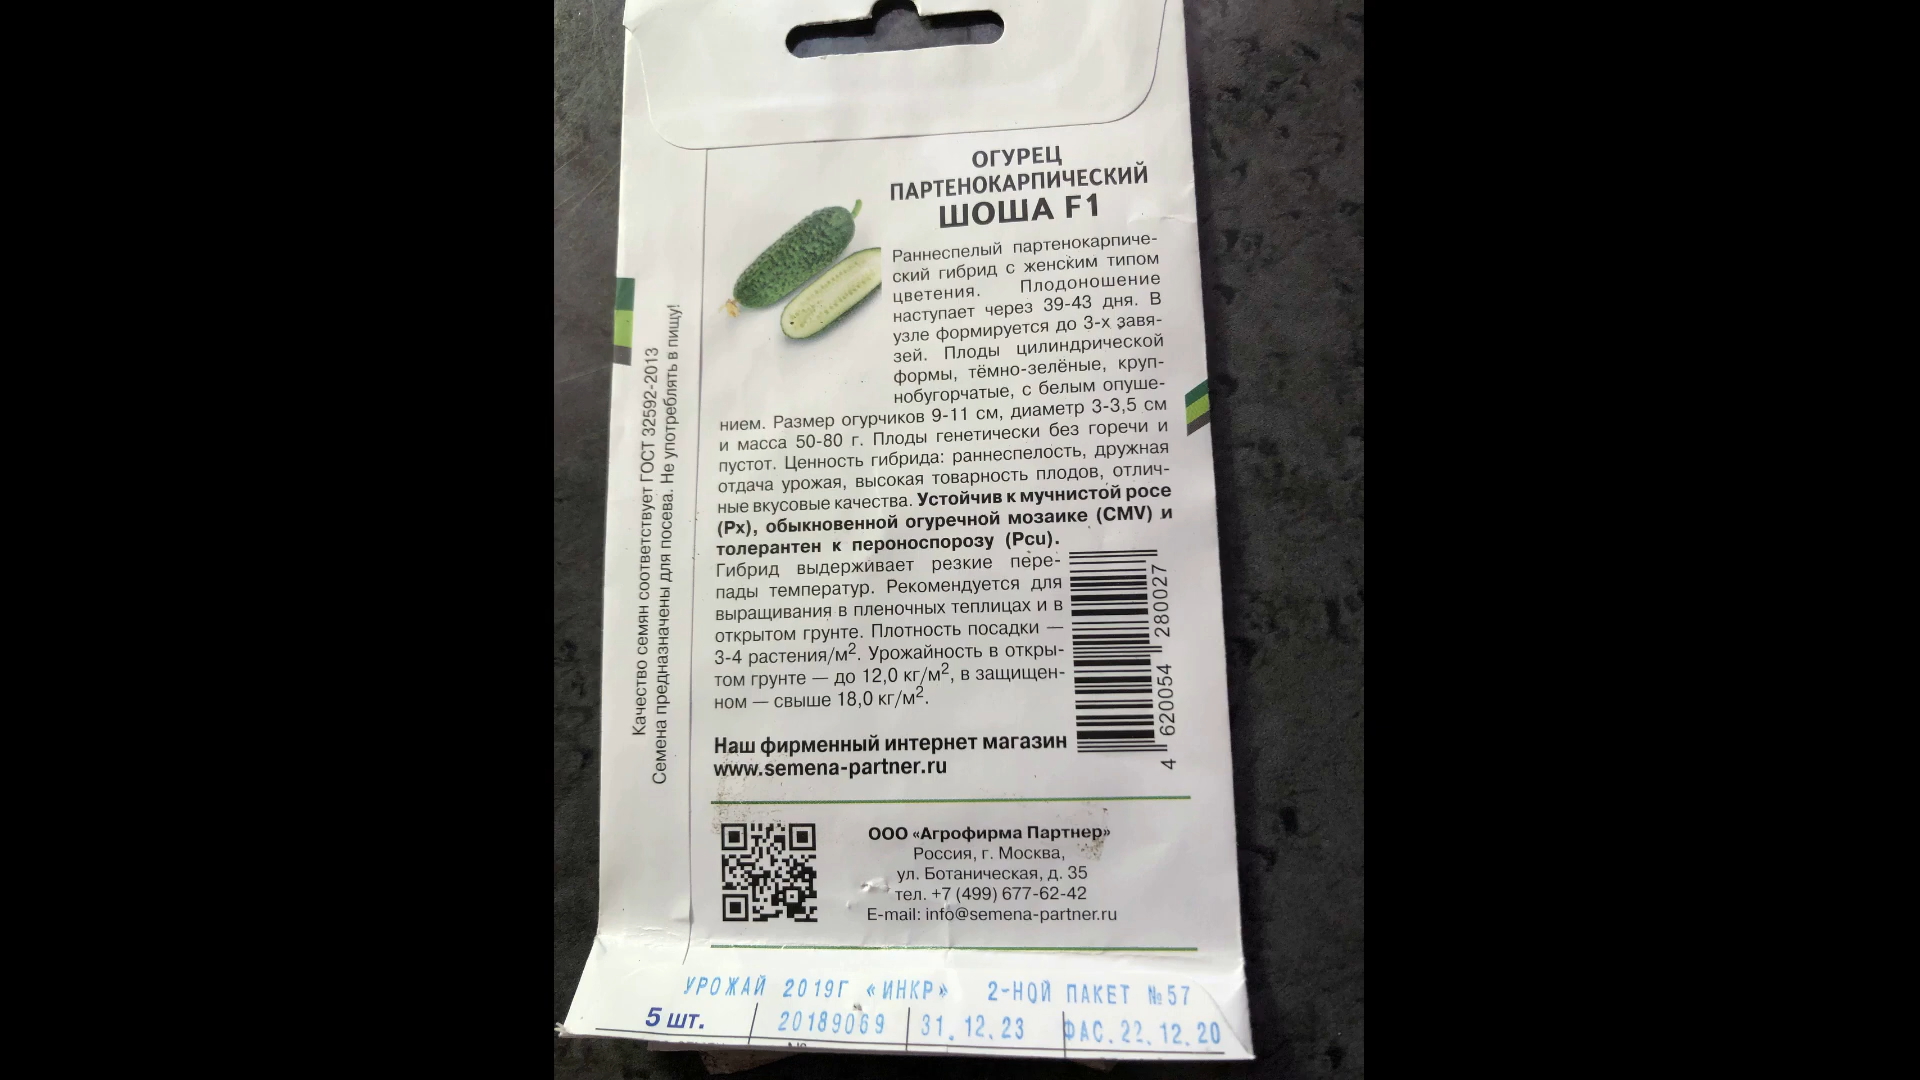 ОГУРЕЦ
ПАРТЕНОКАРПИЧЕСКИЙ
ШОША F1
Раннеспелый партенокарпиче-
ский гибрид с женским типом
цветения. Плодоношение
наступает через 39-43 дня. В
узле формируется до 3-х завя-
зей. Плоды цилиндрической
формы, тёмно-зелёные, круп-
нобугорчатые, с белым опуше-
нием. Размер огурчиков 9-11 см, диаметр 3-3,5 см
и масса 50-80 г. Плоды генетически без горечи и
пустот. Ценность гибрида: раннеспелость, дружная
отдача урожая, высокая товарность плодов, отлич-
ные вкусовые качества. Устойчив к мучнистой росе
(Px), обыкновенной огуречной мозаике (CMV) и
толерантен к пероноспорозу (Pcu).
Гибрид выдерживает резкие пере-
пады температур. Рекомендуется для
выращивания в пленочных теплицах и в
открытом грунте. Плотность посадки —
3-4 растения/м². Урожайность в откры-
том грунте — до 12,0 кг/м², в защищен-
ном — свыше 18,0 кг/м².
4 620054 280027
Наш фирменный интернет магазин
www.semena-partner.ru
Качество семян соответствует ГОСТ 32592-2013
Семена предназначены для посева. Не употреблять в пищу!
ООО «Агрофирма Партнер»
Россия, г. Москва,
ул. Ботаническая, д. 35
тел. +7 (499) 677-62-42
E-mail: info@semena-partner.ru
УРОЖАЙ 2019Г «ИНКР» 2-НОЙ ПАКЕТ №57
5 шт. 20189069 31.12.23 ФАС. 22.12.20